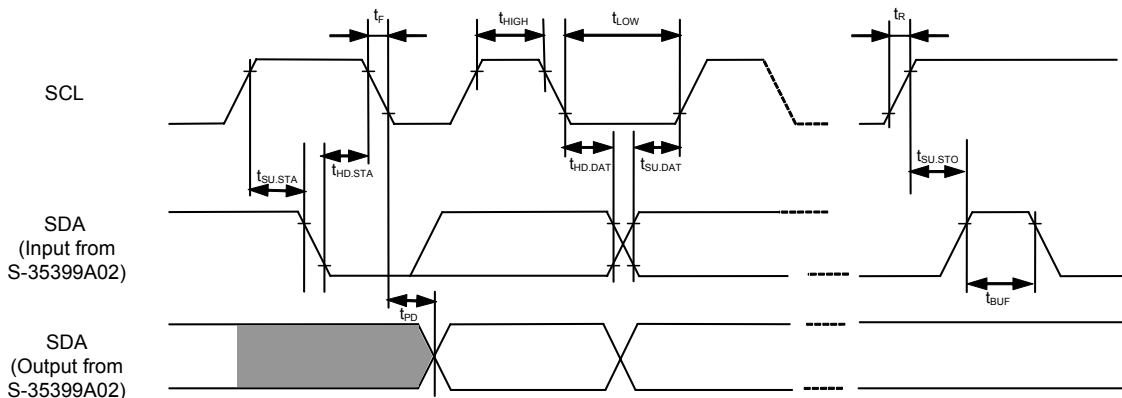 tF
tHIGH
tLOW
tR
SCL
tSU.STA
tHD.STA
tHD.DAT
tSU.DAT
tSU.STO
SDA
(Input from
S-35399A02)
tBUF
tPD
SDA
(Output from
S-35399A02)